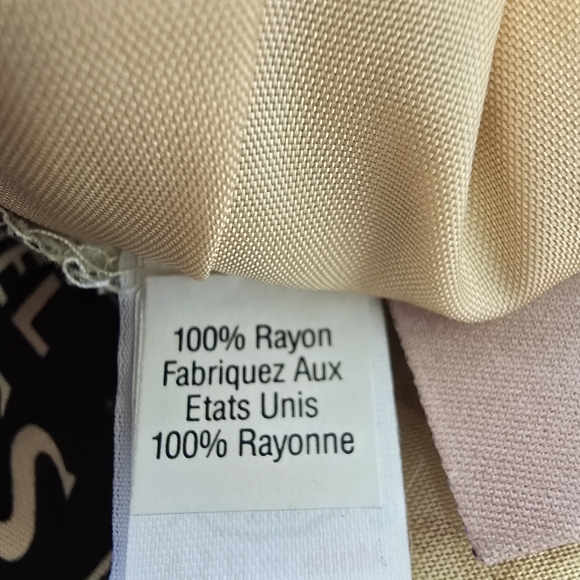 100% Rayon
Fabriquez Aux
Etats Unis
100% Rayonne